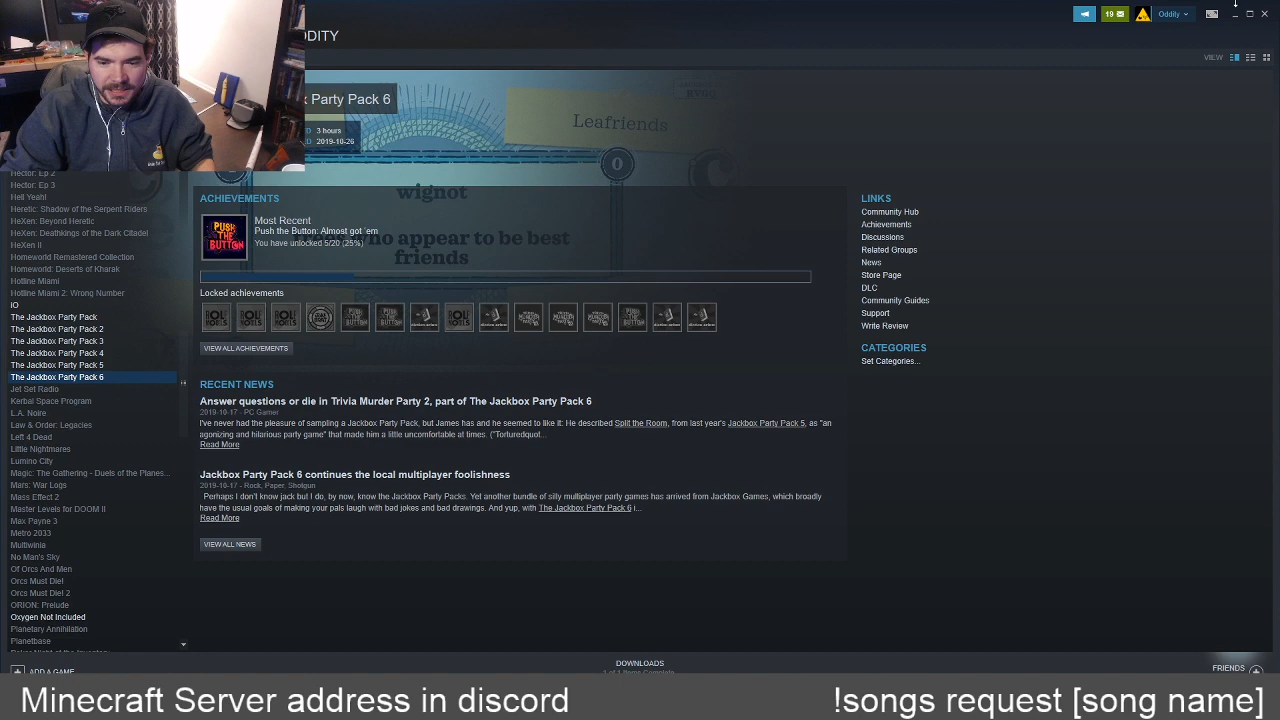 19
Oddity
ODDITY
VIEW
x Party Pack 6
3 hours
2019-10-26
Leafriends
0
wignot
who appear to be best
friends
Hector: Ep 2
Hector: Ep 3
Hell Yeah!
Heretic: Shadow of the Serpent Riders
HeXen: Beyond Heretic
HeXen: Deathkings of the Dark Citadel
HeXen II
Homeworld Remastered Collection
Homeworld: Deserts of Kharak
Hotline Miami
Hotline Miami 2: Wrong Number
IO
The Jackbox Party Pack
The Jackbox Party Pack 2
The Jackbox Party Pack 3
The Jackbox Party Pack 4
The Jackbox Party Pack 5
The Jackbox Party Pack 6
Jet Set Radio
Kerbal Space Program
L.A. Noire
Law & Order: Legacies
Left 4 Dead
Little Nightmares
Lumino City
Magic: The Gathering - Duels of the Planes...
Mars: War Logs
Mass Effect 2
Master Levels for DOOM II
Max Payne 3
Metro 2033
Multiwinia
No Man's Sky
Of Orcs And Men
Orcs Must Die!
Orcs Must Die! 2
ORION: Prelude
Oxygen Not Included
Planetary Annihilation
Planetbase
ADD A GAME
ACHIEVEMENTS
Most Recent
PUSH THE BUTTON
Push the Button: Almost got 'em
You have unlocked 5/20 (25%)
Locked achievements
VIEW ALL ACHIEVEMENTS
RECENT NEWS
Answer questions or die in Trivia Murder Party 2, part of The Jackbox Party Pack 6
2019-10-17 - PC Gamer
I've never had the pleasure of sampling a Jackbox Party Pack, but James has and he seemed to like it: He described Split the Room, from last year's Jackbox Party Pack 5, as "an
agonizing and hilarious party game" that made him a little uncomfortable at times. ("Torturedquot...
Read More
Jackbox Party Pack 6 continues the local multiplayer foolishness
2019-10-17 - Rock, Paper, Shotgun
Perhaps I don't know jack but I do, by now, know the Jackbox Party Packs. Yet another bundle of silly multiplayer party games has arrived from Jackbox Games, which broadly
have the usual goals of making your pals laugh with bad jokes and bad drawings. And yup, with The Jackbox Party Pack 6 i...
Read More
VIEW ALL NEWS
LINKS
Community Hub
Achievements
Discussions
Related Groups
News
Store Page
DLC
Community Guides
Support
Write Review
CATEGORIES
Set Categories...
DOWNLOADS
FRIENDS
Minecraft Server address in discord
!songs request [song name]